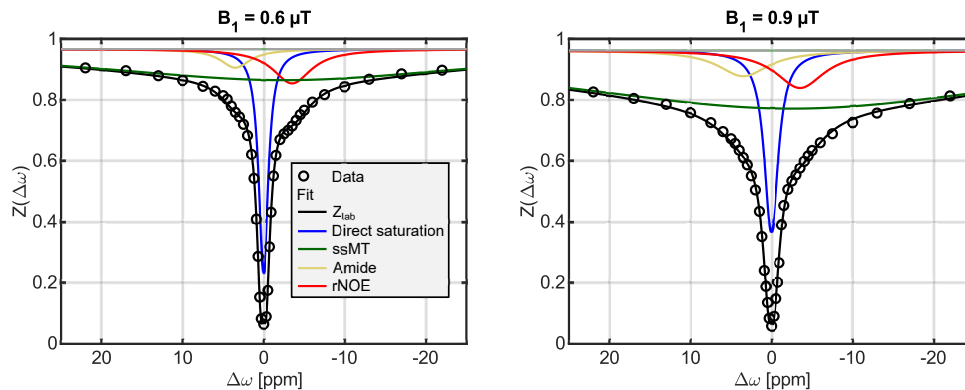 B1 = 0.6 µT
Z(Δω)
1
0.8
0.6
0.4
0.2
0
20
10
0
-10
-20
Δω [ppm]
Data
Fit
Zlab
Direct saturation
ssMT
Amide
rNOE
B1 = 0.9 µT
Z(Δω)
1
0.8
0.6
0.4
0.2
0
20
10
0
-10
-20
Δω [ppm]